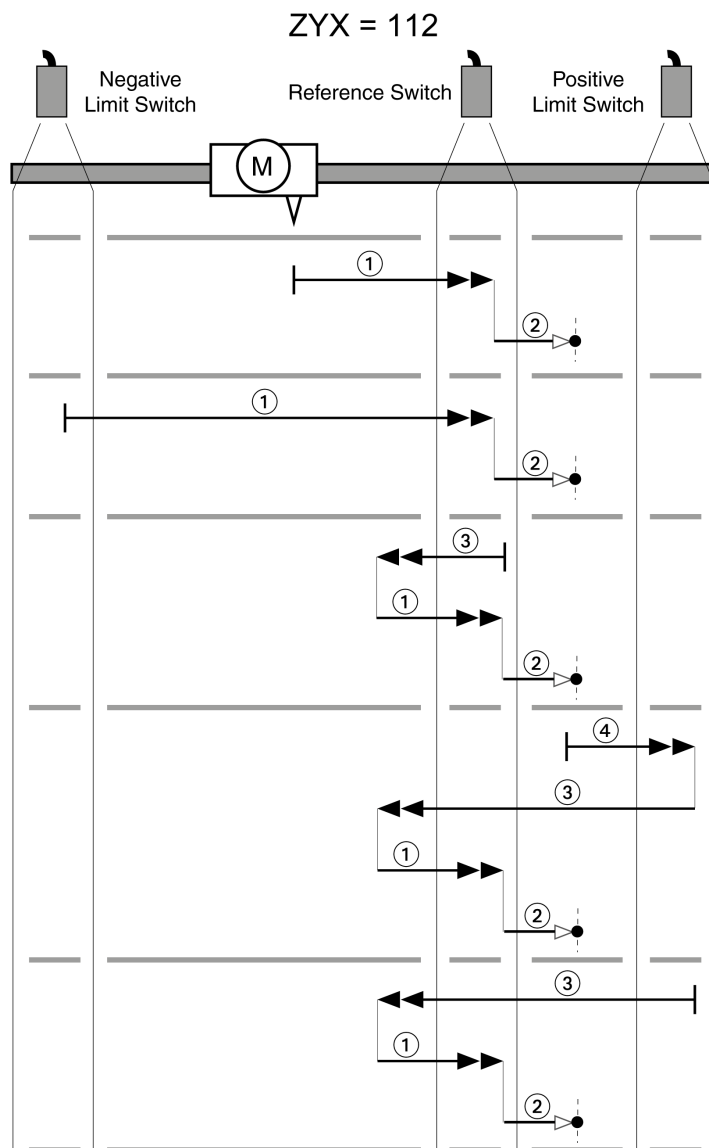 ZYX = 112
Negative
Limit Switch
Reference Switch
Positive
Limit Switch
M
1
2
1
2
3
1
2
4
3
1
2
3
1
2